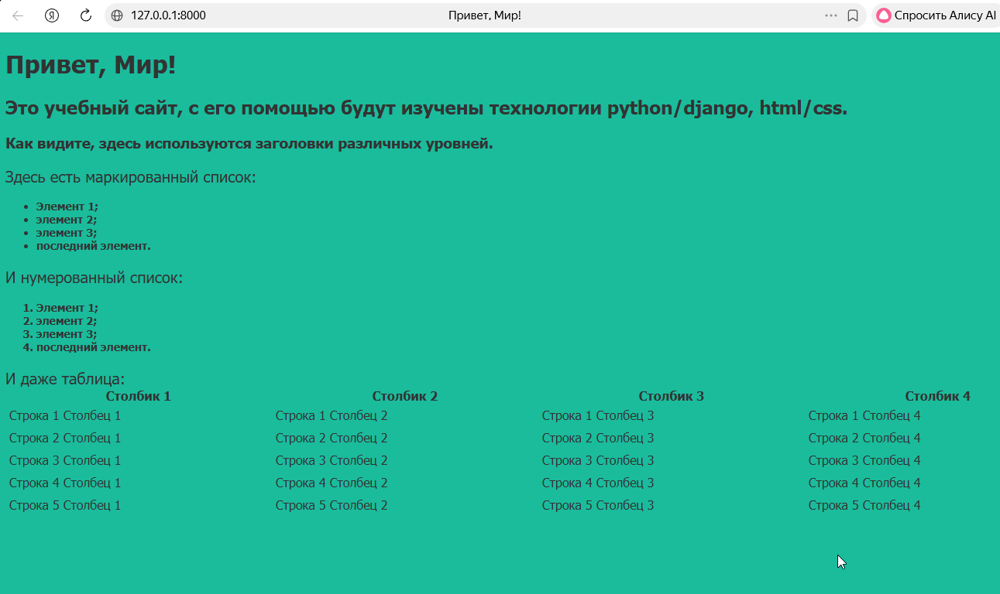 127.0.0.1:8000 Привет, Мир! Спросить Алису AI
Привет, Мир!
Это учебный сайт, с его помощью будут изучены технологии python/django, html/css.
Как видите, здесь используются заголовки различных уровней.
Здесь есть маркированный список:
• Элемент 1;
• элемент 2;
• элемент 3;
• последний элемент.
И нумерованный список:
1. Элемент 1;
2. элемент 2;
3. элемент 3;
4. последний элемент.
И даже таблица:
Столбик 1 Столбик 2 Столбик 3 Столбик 4
Строка 1 Столбец 1 Строка 1 Столбец 2 Строка 1 Столбец 3 Строка 1 Столбец 4
Строка 2 Столбец 1 Строка 2 Столбец 2 Строка 2 Столбец 3 Строка 2 Столбец 4
Строка 3 Столбец 1 Строка 3 Столбец 2 Строка 3 Столбец 3 Строка 3 Столбец 4
Строка 4 Столбец 1 Строка 4 Столбец 2 Строка 4 Столбец 3 Строка 4 Столбец 4
Строка 5 Столбец 1 Строка 5 Столбец 2 Строка 5 Столбец 3 Строка 5 Столбец 4